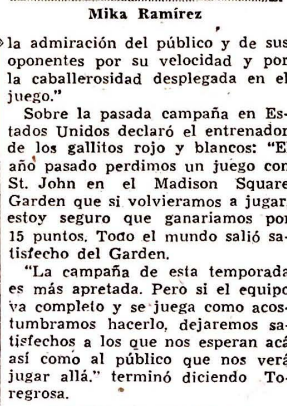 Mika Ramírez
la admiración del público y de sus
oponentes por su velocidad y por
la caballerosidad desplegada en el
juego."
Sobre la pasada campaña en Es-
tados Unidos declaró el entrenador
de los gallitos rojo y blancos: "El
año pasado perdimos un juego con
St. John en el Madison Square
Garden que si volvieramos a jugar
estoy seguro que ganariamos por
15 puntos. Todo el mundo salió sa-
tisfecho del Garden.
"La campaña de esta temporada
es más apretada. Pero si el equipo
va completo y se juega como acos-
tumbramos hacerlo, dejaremos sa-
tisfechos a los que nos esperan acá
así como al público que nos verá
jugar allá." terminó diciendo To-
regrosa.